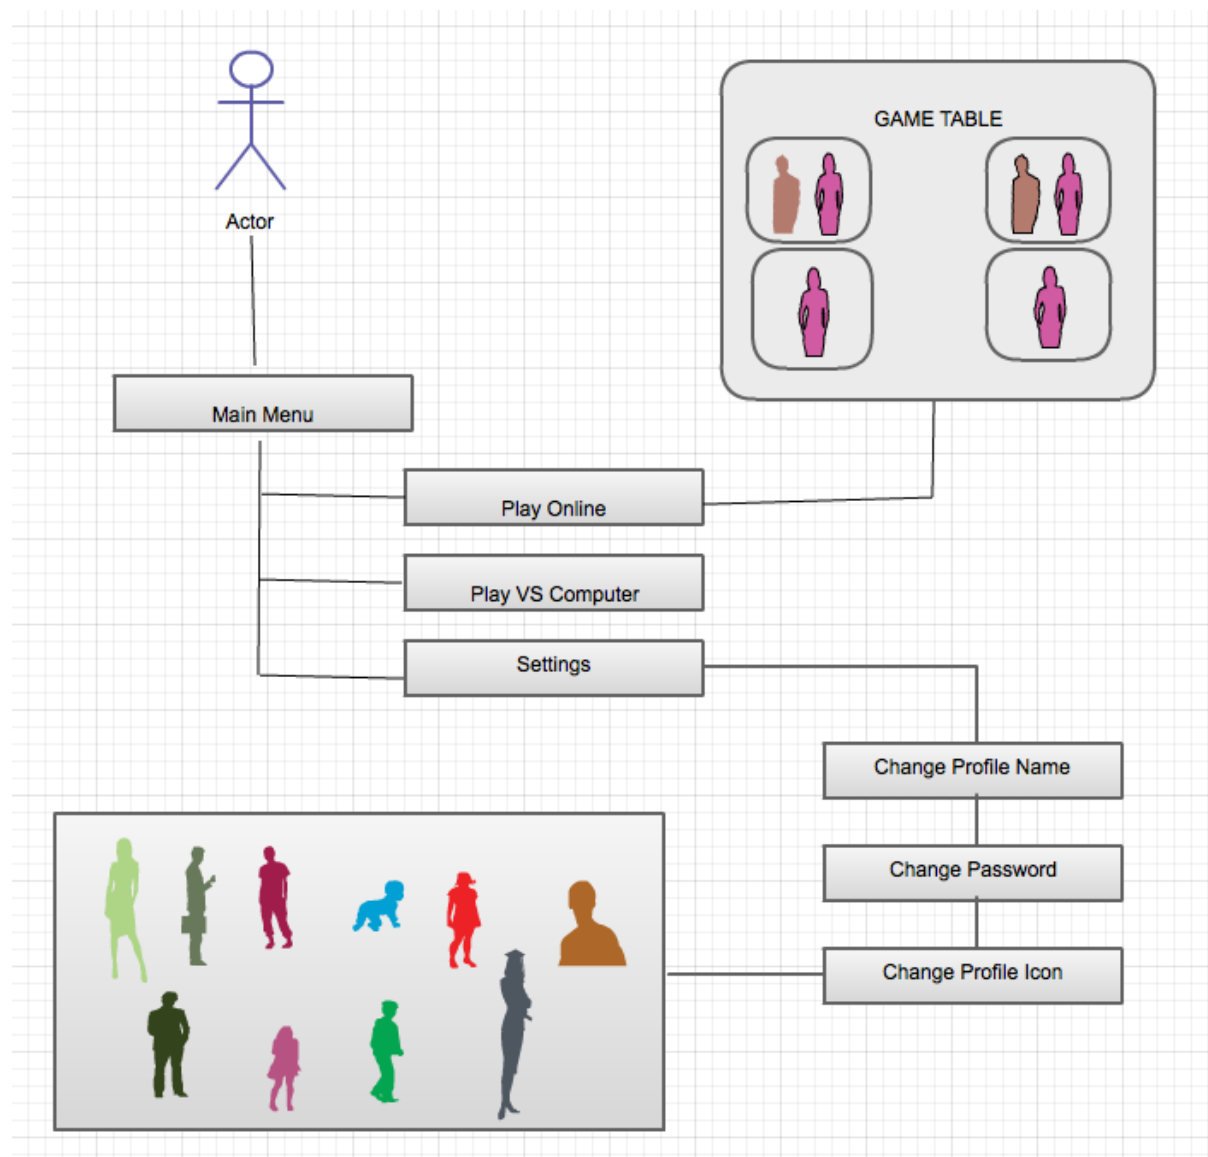 GAME TABLE
Actor
Main Menu
Play Online
Play VS Computer
Settings
Change Profile Name
Change Password
Change Profile Icon